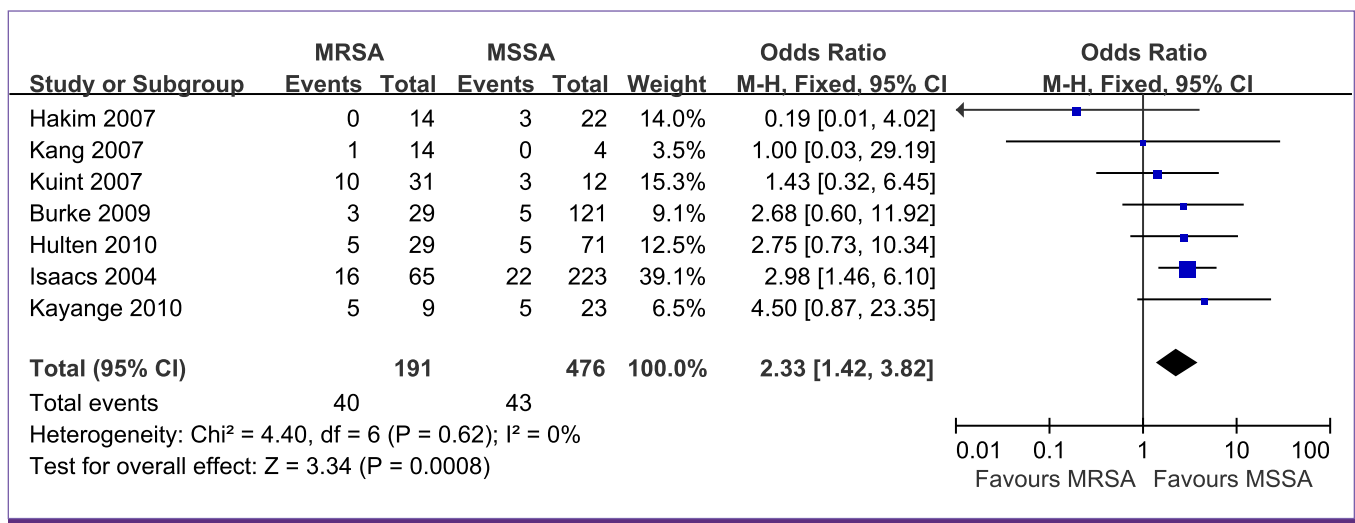 MRSA MSSA Odds Ratio Odds Ratio
Study or Subgroup Events Total Events Total Weight M-H, Fixed, 95% CI M-H, Fixed, 95% CI
Hakim 2007 0 14 3 22 14.0% 0.19 [0.01, 4.02]
Kang 2007 1 14 0 4 3.5% 1.00 [0.03, 29.19]
Kuint 2007 10 31 3 12 15.3% 1.43 [0.32, 6.45]
Burke 2009 3 29 5 121 9.1% 2.68 [0.60, 11.92]
Hulten 2010 5 29 5 71 12.5% 2.75 [0.73, 10.34]
Isaacs 2004 16 65 22 223 39.1% 2.98 [1.46, 6.10]
Kayange 2010 5 9 5 23 6.5% 4.50 [0.87, 23.35]
Total (95% CI) 191 476 100.0% 2.33 [1.42, 3.82]
Total events 40 43
Heterogeneity: Chi² = 4.40, df = 6 (P = 0.62); I² = 0%
Test for overall effect: Z = 3.34 (P = 0.0008)
0.01 0.1 1 10 100
Favours MRSA Favours MSSA